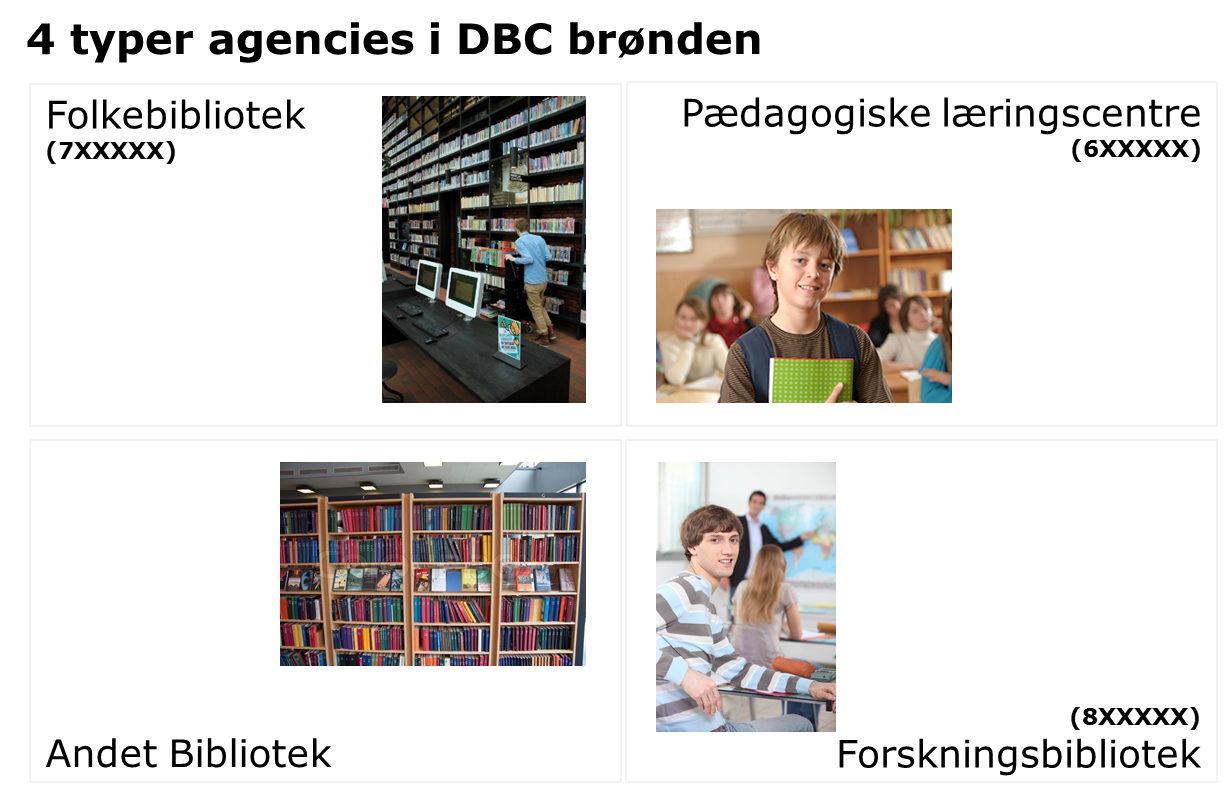 4 typer agencies i DBC brønden
Folkebibliotek
(7XXXXX)
Pædagogiske læringscentre
(6XXXXX)
Andet Bibliotek
(8XXXXX)
Forskningsbibliotek